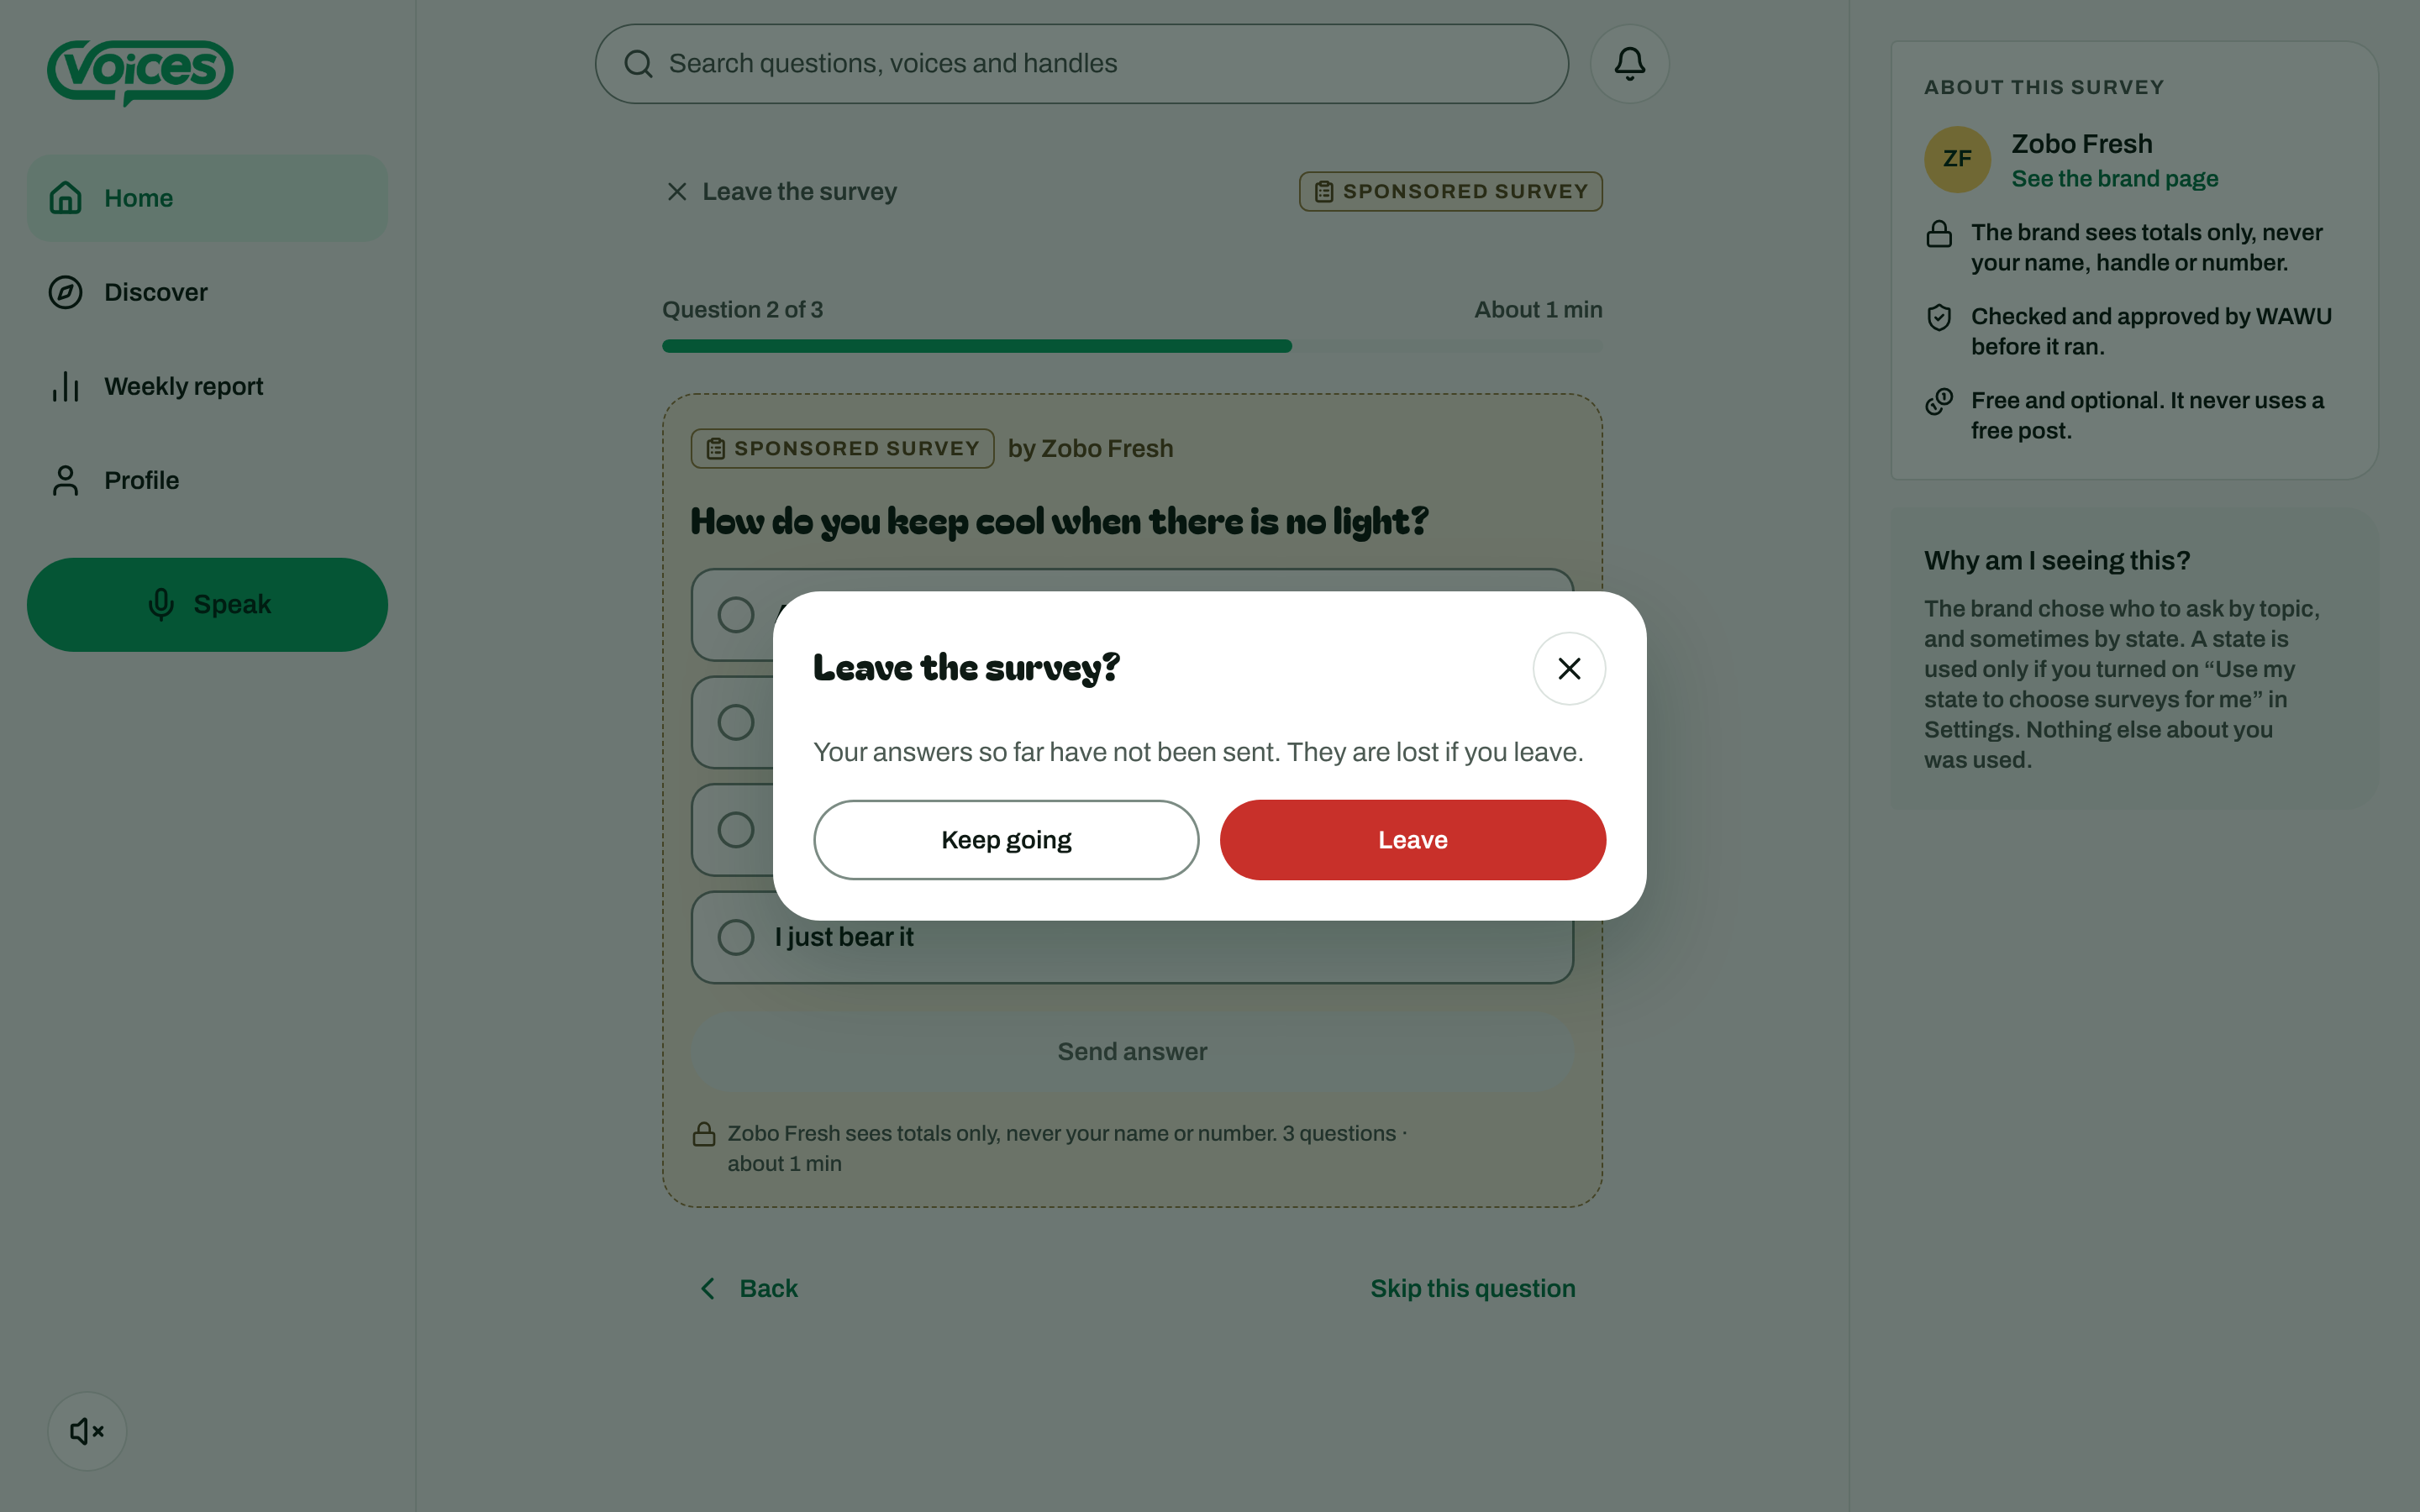 Voices
Home
Discover
Weekly report
Profile
Speak
Search questions, voices and handles
Leave the survey
SPONSORED SURVEY
Question 2 of 3
About 1 min
SPONSORED SURVEY by Zobo Fresh
How do you keep cool when there is no light?
Leave the survey?
Your answers so far have not been sent. They are lost if you leave.
Keep going
Leave
I just bear it
Send answer
Zobo Fresh sees totals only, never your name or number. 3 questions ·
about 1 min
Back
Skip this question
ABOUT THIS SURVEY
ZF
Zobo Fresh
See the brand page
The brand sees totals only, never
your name, handle or number.
Checked and approved by WAWU
before it ran.
Free and optional. It never uses a
free post.
Why am I seeing this?
The brand chose who to ask by topic,
and sometimes by state. A state is
used only if you turned on “Use my
state to choose surveys for me” in
Settings. Nothing else about you
was used.